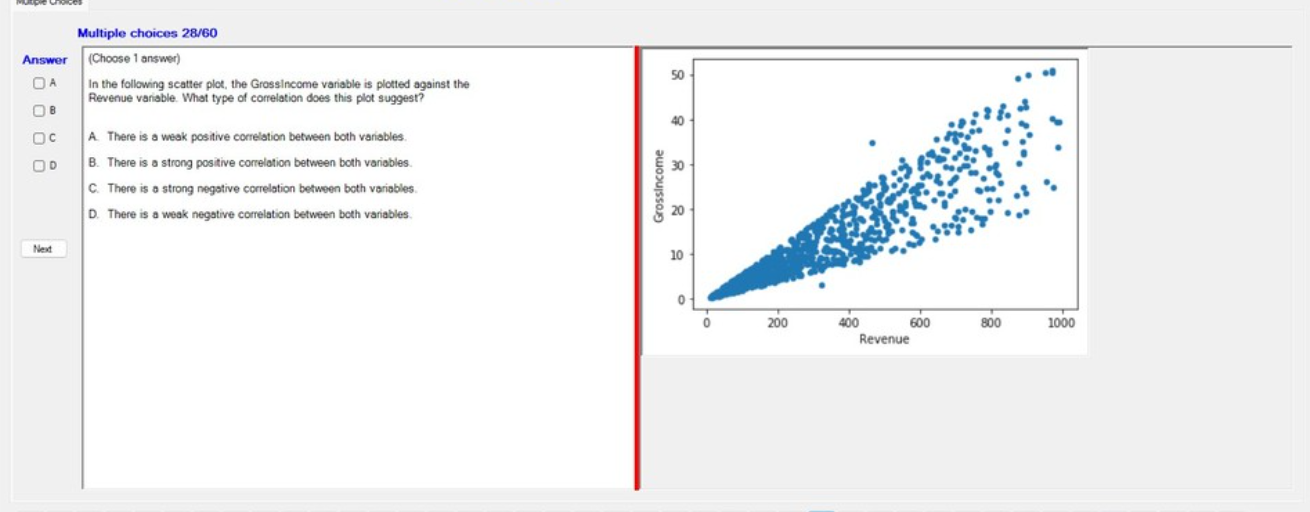 Multiple Choices
Multiple choices 28/60
Answer
A
B
C
D
Next
(Choose 1 answer)
In the following scatter plot, the GrossIncome variable is plotted against the
Revenue variable. What type of correlation does this plot suggest?
A. There is a weak positive correlation between both variables.
B. There is a strong positive correlation between both variables.
C. There is a strong negative correlation between both variables.
D. There is a weak negative correlation between both variables.
50
40
30
20
10
0
GrossIncome
0 200 400 600 800 1000
Revenue